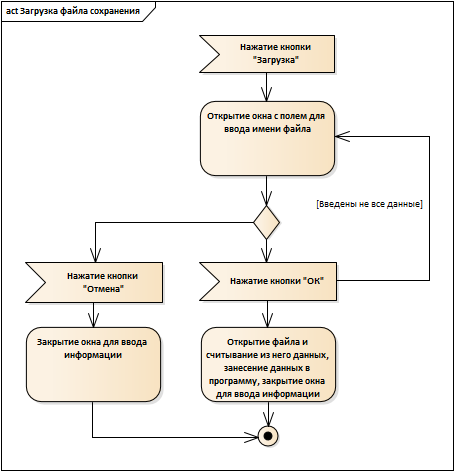 act Загрузка файла сохранения
Нажатие кнопки
"Загрузка"
Открытие окна с полем для
ввода имени файла
[Введены не все данные]
Нажатие кнопки
"Отмена"
Нажатие кнопки "ОК"
Закрытие окна для ввода
информации
Открытие файла и
считывание из него данных,
занесение данных в
программу, закрытие окна
для ввода информации